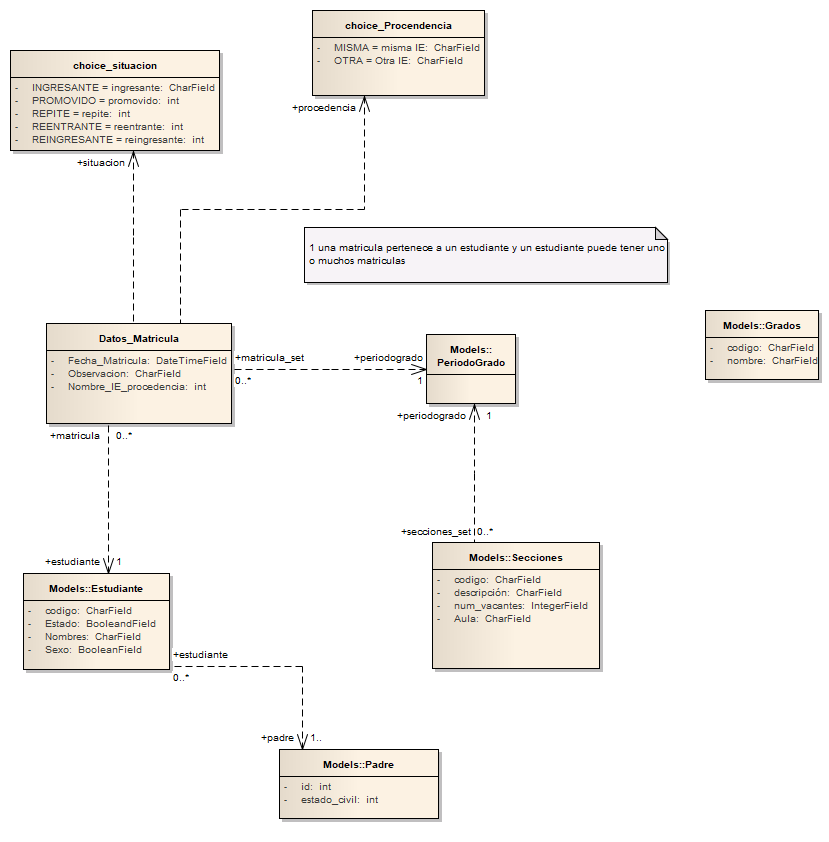 choice_Procendencia
- MISMA = misma IE: CharField
- OTRA = Otra IE: CharField
choice_situacion
- INGRESANTE = ingresante: CharField
- PROMOVIDO = promovido: int
- REPITE = repite: int
- REENTRANTE = reentrante: int
- REINGRESANTE = reingresante: int
+procedencia
+situacion
1 una matricula pertenece a un estudiante y un estudiante puede tener uno
o muchos matriculas
Datos_Matricula
- Fecha_Matricula: DateTimeField
- Observacion: CharField
- Nombre_IE_procedencia: int
+matricula_set
0..*
+periodogrado
1
Models::
PeriodoGrado
Models::Grados
- codigo: CharField
- nombre: CharField
+periodogrado 1
+matricula 0..*
+secciones_set 0..*
Models::Secciones
- codigo: CharField
- descripción: CharField
- num_vacantes: IntegerField
- Aula: CharField
+estudiante 1
Models::Estudiante
- codigo: CharField
- Estado: BooleandField
- Nombres: CharField
- Sexo: BooleanField
+estudiante
0..*
+padre 1..
Models::Padre
- id: int
- estado_civil: int